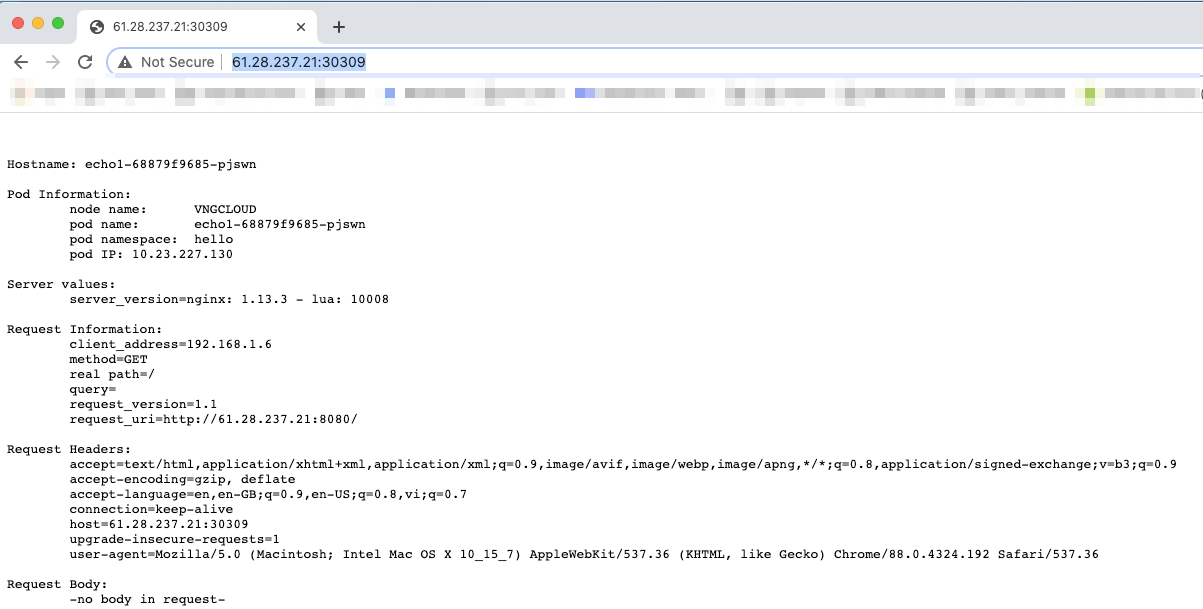 61.28.237.21:30309
Not Secure 61.28.237.21:30309
Hostname: echo1-68879f9685-pjswn
Pod Information:
node name: VNGCLOUD
pod name: echo1-68879f9685-pjswn
pod namespace: hello
pod IP: 10.23.227.130
Server values:
server_version=nginx: 1.13.3 - lua: 10008
Request Information:
client_address=192.168.1.6
method=GET
real path=/
query=
request_version=1.1
request_uri=http://61.28.237.21:8080/
Request Headers:
accept=text/html,application/xhtml+xml,application/xml;q=0.9,image/avif,image/webp,image/apng,*/*;q=0.8,application/signed-exchange;v=b3;q=0.9
accept-encoding=gzip, deflate
accept-language=en,en-GB;q=0.9,en-US;q=0.8,vi;q=0.7
connection=keep-alive
host=61.28.237.21:30309
upgrade-insecure-requests=1
user-agent=Mozilla/5.0 (Macintosh; Intel Mac OS X 10_15_7) AppleWebKit/537.36 (KHTML, like Gecko) Chrome/88.0.4324.192 Safari/537.36
Request Body:
-no body in request-